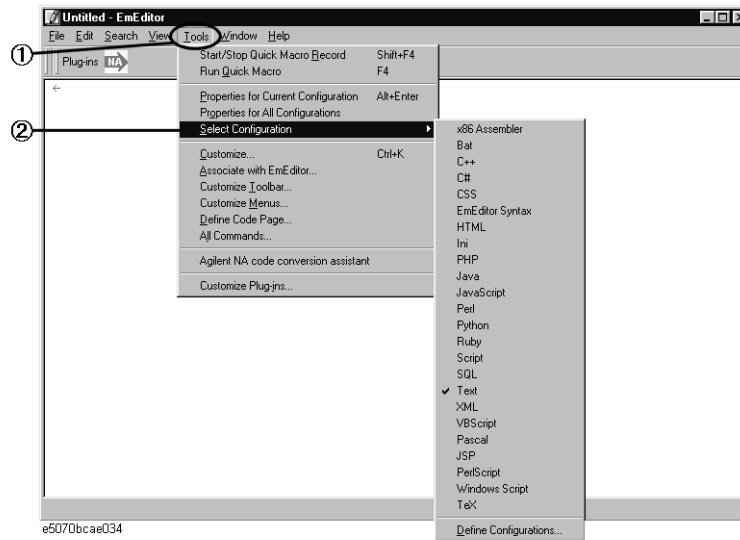 Untitled - EmEditor
File Edit Search View Tools Window Help
①
Plug-ins NA
Start/Stop Quick Macro Record Shift+F4
Run Quick Macro F4
Properties for Current Configuration Alt+Enter
Properties for All Configurations
②
Select Configuration
Customize... Ctrl+K
Associate with EmEditor...
Customize Toolbar...
Customize Menus...
Define Code Page...
All Commands...
Agilent NA code conversion assistant
Customize Plug-ins...
x86 Assembler
Bat
C++
C#
CSS
EmEditor Syntax
HTML
Ini
PHP
Java
JavaScript
Perl
Python
Ruby
Script
SQL
Text
XML
VBScript
Pascal
JSP
PerlScript
Windows Script
TeX
Define Configurations...
e5070bcae034